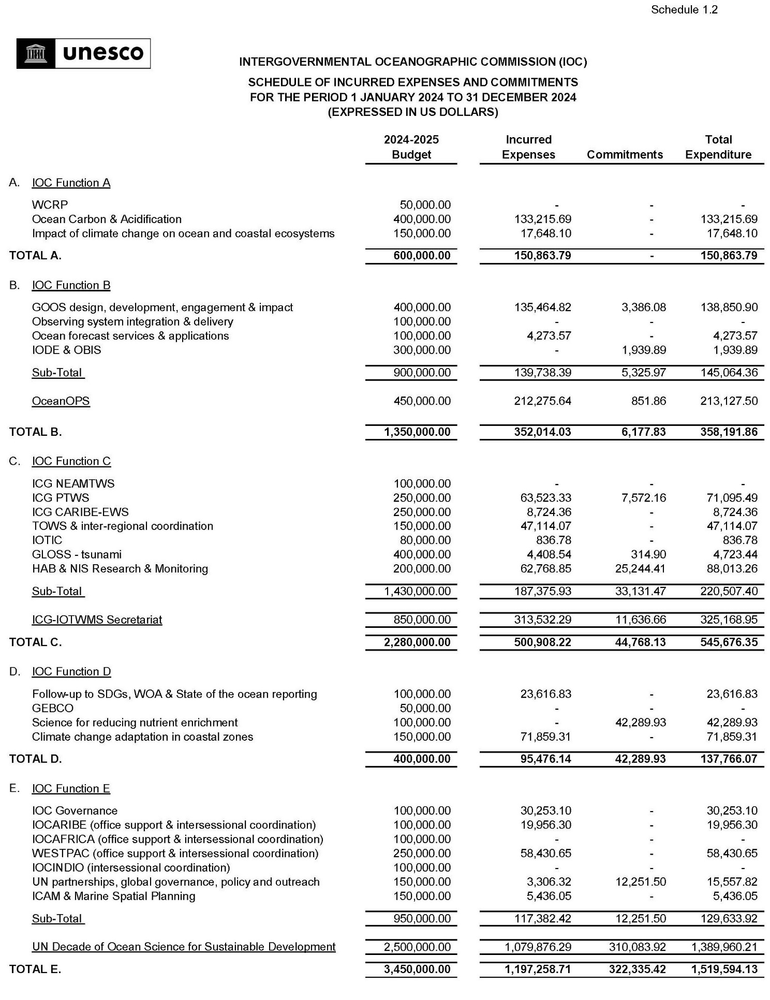 Schedule 1.2
unesco
INTERGOVERNMENTAL OCEANOGRAPHIC COMMISSION (IOC)
SCHEDULE OF INCURRED EXPENSES AND COMMITMENTS
FOR THE PERIOD 1 JANUARY 2024 TO 31 DECEMBER 2024
(EXPRESSED IN US DOLLARS)
2024-2025 Incurred Total
Budget Expenses Commitments Expenditure
A. IOC Function A
WCRP 50,000.00 - - -
Ocean Carbon & Acidification 400,000.00 133,215.69 - 133,215.69
Impact of climate change on ocean and coastal ecosystems 150,000.00 17,648.10 - 17,648.10
TOTAL A. 600,000.00 150,863.79 - 150,863.79
B. IOC Function B
GOOS design, development, engagement & impact 400,000.00 135,464.82 3,386.08 138,850.90
Observing system integration & delivery 100,000.00 - - -
Ocean forecast services & applications 100,000.00 4,273.57 - 4,273.57
IODE & OBIS 300,000.00 - 1,939.89 1,939.89
Sub-Total 900,000.00 139,738.39 5,325.97 145,064.36
OceanOPS 450,000.00 212,275.64 851.86 213,127.50
TOTAL B. 1,350,000.00 352,014.03 6,177.83 358,191.86
C. IOC Function C
ICG NEAMTWS 100,000.00 - - -
ICG PTWS 250,000.00 63,523.33 7,572.16 71,095.49
ICG CARIBE-EWS 250,000.00 8,724.36 - 8,724.36
TOWS & inter-regional coordination 150,000.00 47,114.07 - 47,114.07
IOTIC 80,000.00 836.78 - 836.78
GLOSS - tsunami 400,000.00 4,408.54 314.90 4,723.44
HAB & NIS Research & Monitoring 200,000.00 62,768.85 25,244.41 88,013.26
Sub-Total 1,430,000.00 187,375.93 33,131.47 220,507.40
ICG-IOTWMS Secretariat 850,000.00 313,532.29 11,636.66 325,168.95
TOTAL C. 2,280,000.00 500,908.22 44,768.13 545,676.35
D. IOC Function D
Follow-up to SDGs, WOA & State of the ocean reporting 100,000.00 23,616.83 - 23,616.83
GEBCO 50,000.00 - - -
Science for reducing nutrient enrichment 100,000.00 - 42,289.93 42,289.93
Climate change adaptation in coastal zones 150,000.00 71,859.31 - 71,859.31
TOTAL D. 400,000.00 95,476.14 42,289.93 137,766.07
E. IOC Function E
IOC Governance 100,000.00 30,253.10 - 30,253.10
IOCARIBE (office support & intersessional coordination) 100,000.00 19,956.30 - 19,956.30
IOCAFRICA (office support & intersessional coordination) 100,000.00 - - -
WESTPAC (office support & intersessional coordination) 250,000.00 58,430.65 - 58,430.65
IOCINDIO (intersessional coordination) 100,000.00 - - -
UN partnerships, global governance, policy and outreach 150,000.00 3,306.32 12,251.50 15,557.82
ICAM & Marine Spatial Planning 150,000.00 5,436.05 - 5,436.05
Sub-Total 950,000.00 117,382.42 12,251.50 129,633.92
UN Decade of Ocean Science for Sustainable Development 2,500,000.00 1,079,876.29 310,083.92 1,389,960.21
TOTAL E. 3,450,000.00 1,197,258.71 322,335.42 1,519,594.13